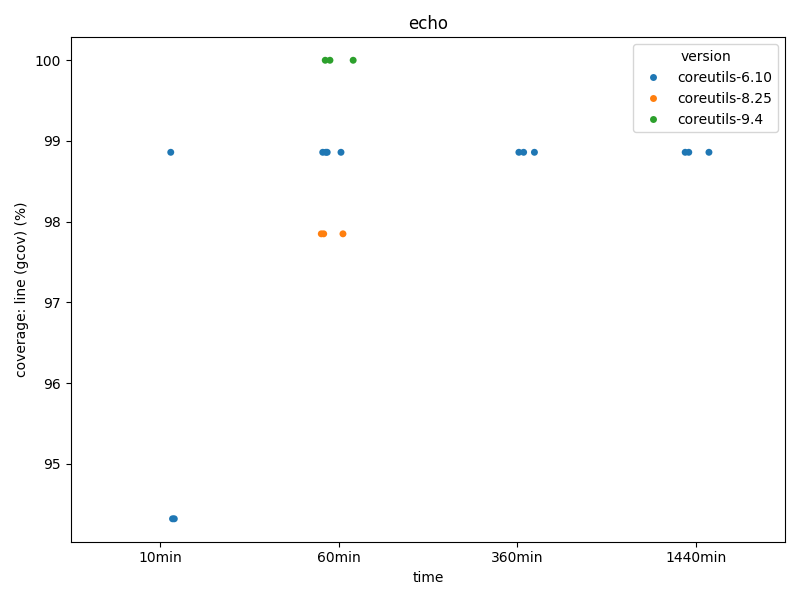 echo
version
coreutils-6.10
coreutils-8.25
coreutils-9.4
coverage: line (gcov) (%)
100
99
98
97
96
95
10min
60min
360min
1440min
time